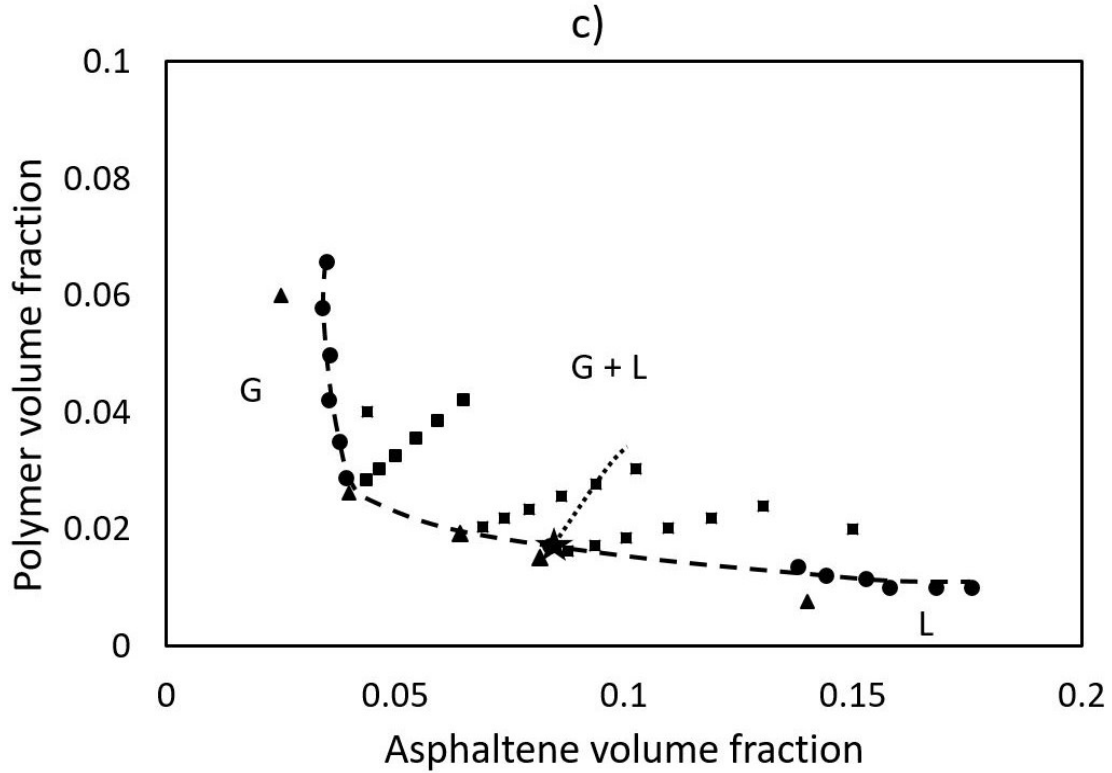 c)
0.1
0.08
0.06
0.04
0.02
0
Polymer volume fraction
G
G + L
L
0 0.05 0.1 0.15 0.2
Asphaltene volume fraction